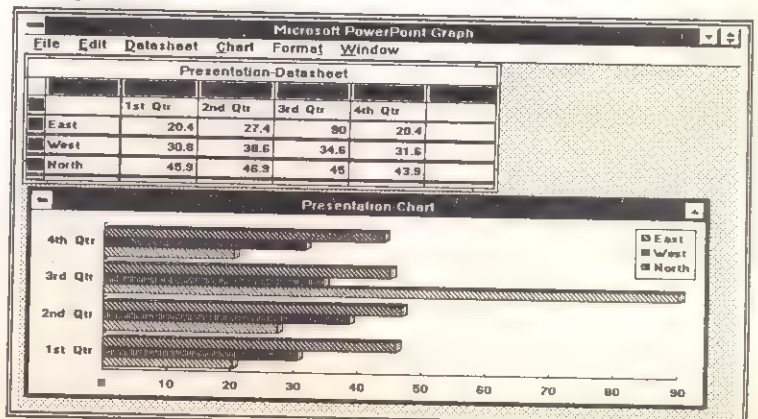 Microsoft PowerPoint Graph
File Edit Datasheet Chart Format Window
Presentation-Datasheet
1st Qtr 2nd Qtr 3rd Qtr 4th Qtr
East 20.4 27.4 90 20.4
West 30.6 38.6 34.6 31.6
North 45.9 46.9 45 43.9
Presentation-Chart
4th Qtr
3rd Qtr
2nd Qtr
1st Qtr
East
West
North
10 20 30 40 50 60 70 80 90